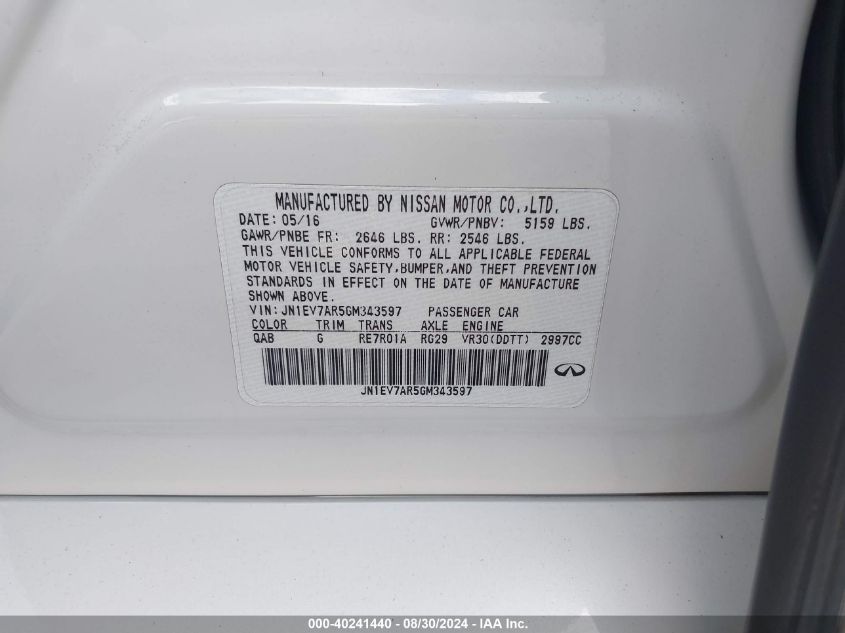 MANUFACTURED BY NISSAN MOTOR CO.,LTD.
DATE: 05/16 GVWR/PNBV: 5159 LBS.
GAWR/PNBE FR: 2646 LBS. RR: 2546 LBS.
THIS VEHICLE CONFORMS TO ALL APPLICABLE FEDERAL
MOTOR VEHICLE SAFETY,BUMPER,AND THEFT PREVENTION
STANDARDS IN EFFECT ON THE DATE OF MANUFACTURE
SHOWN ABOVE.
VIN: JN1EV7AR5GM343597 PASSENGER CAR
COLOR TRIM TRANS AXLE ENGINE
QAB G RE7R01A RG29 VR30(DDTT) 2997CC
JN1EV7AR5GM343597
000-40241440 - 08/30/2024 - IAA Inc.